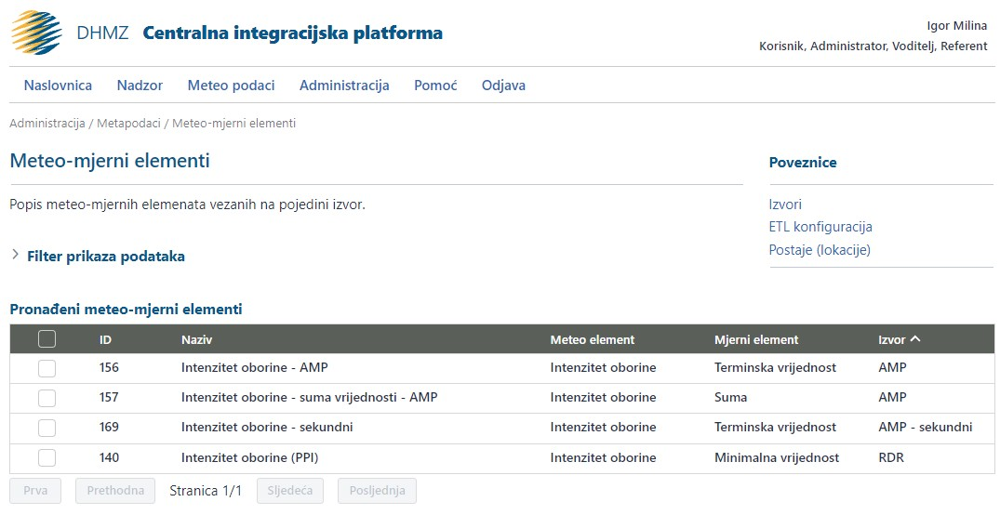 DHMZ Centralna integracijska platforma
Igor Milina
Korisnik, Administrator, Voditelj, Referent
Naslovnica Nadzor Meteo podaci Administracija Pomoć Odjava
Administracija / Metapodaci / Meteo-mjerni elementi
Meteo-mjerni elementi
Popis meteo-mjernih elemenata vezanih na pojedini izvor.
Filter prikaza podataka
Poveznice
Izvori
ETL konfiguracija
Postaje (lokacije)
Pronađeni meteo-mjerni elementi
ID Naziv Meteo element Mjerni element Izvor
156 Intenzitet oborine - AMP Intenzitet oborine Terminska vrijednost AMP
157 Intenzitet oborine - suma vrijednosti - AMP Intenzitet oborine Suma AMP
169 Intenzitet oborine - sekundni Intenzitet oborine Terminska vrijednost AMP - sekundni
140 Intenzitet oborine (PPI) Intenzitet oborine Minimalna vrijednost RDR
Prva Prethodna Stranica 1/1 Sljedeća Posljednja